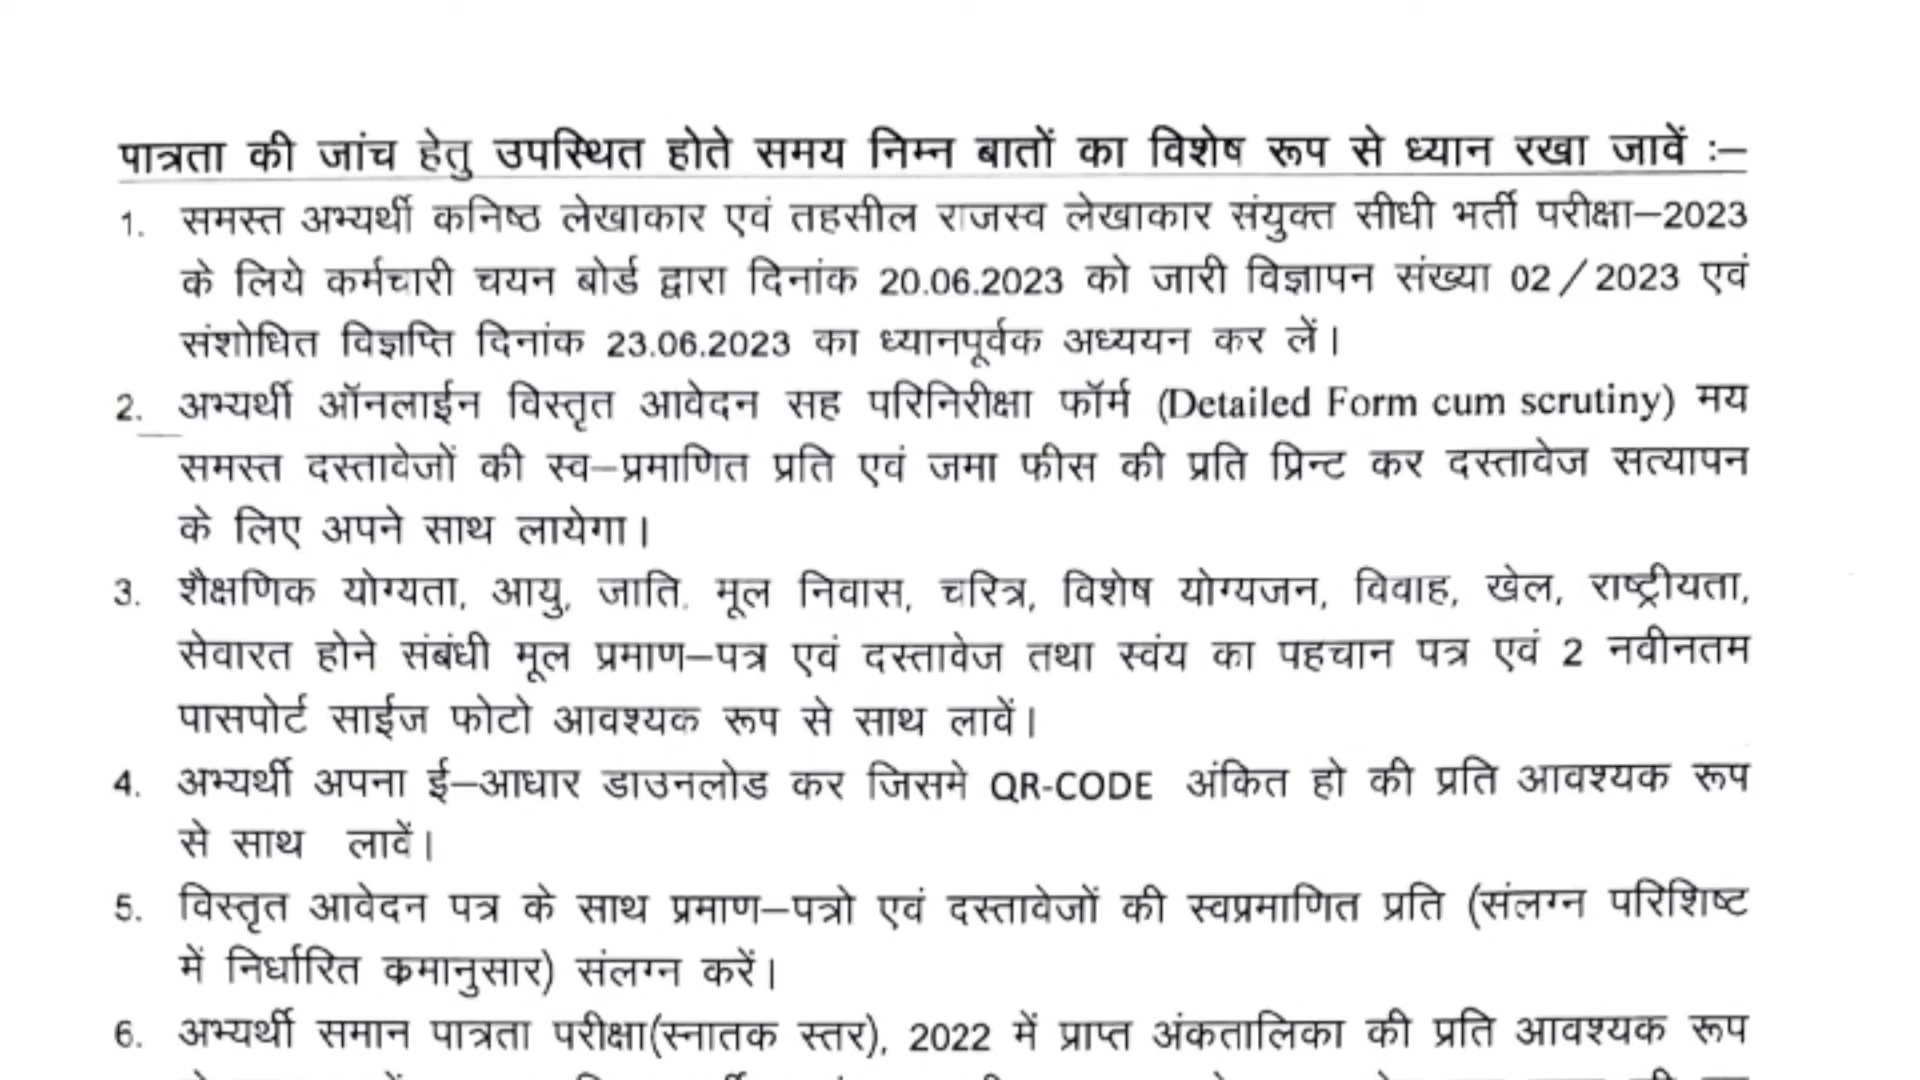 पात्रता की जांच हेतु उपस्थित होते समय निम्न बातों का विशेष रूप से ध्यान रखा जावें :–
1. समस्त अभ्यर्थी कनिष्ठ लेखाकार एवं तहसील राजस्व लेखाकार संयुक्त सीधी भर्ती परीक्षा–2023
के लिये कर्मचारी चयन बोर्ड द्वारा दिनांक 20.06.2023 को जारी विज्ञापन संख्या 02/2023 एवं
संशोधित विज्ञप्ति दिनांक 23.06.2023 का ध्यानपूर्वक अध्ययन कर लें।
2. अभ्यर्थी ऑनलाईन विस्तृत आवेदन सह परिनिरीक्षा फॉर्म (Detailed Form cum scrutiny) मय
समस्त दस्तावेजों की स्व–प्रमाणित प्रति एवं जमा फीस की प्रति प्रिन्ट कर दस्तावेज सत्यापन
के लिए अपने साथ लायेगा।
3. शैक्षणिक योग्यता, आयु, जाति, मूल निवास, चरित्र, विशेष योग्यजन, विवाह, खेल, राष्ट्रीयता,
सेवारत होने संबंधी मूल प्रमाण–पत्र एवं दस्तावेज तथा स्वंय का पहचान पत्र एवं 2 नवीनतम
पासपोर्ट साईज फोटो आवश्यक रूप से साथ लावें।
4. अभ्यर्थी अपना ई–आधार डाउनलोड कर जिसमे QR-CODE अंकित हो की प्रति आवश्यक रूप
से साथ लावें।
5. विस्तृत आवेदन पत्र के साथ प्रमाण–पत्रो एवं दस्तावेजों की स्वप्रमाणित प्रति (संलग्न परिशिष्ट
में निर्धारित क्रमानुसार) संलग्न करें।
6. अभ्यर्थी समान पात्रता परीक्षा(स्नातक स्तर), 2022 में प्राप्त अंकतालिका की प्रति आवश्यक रूप